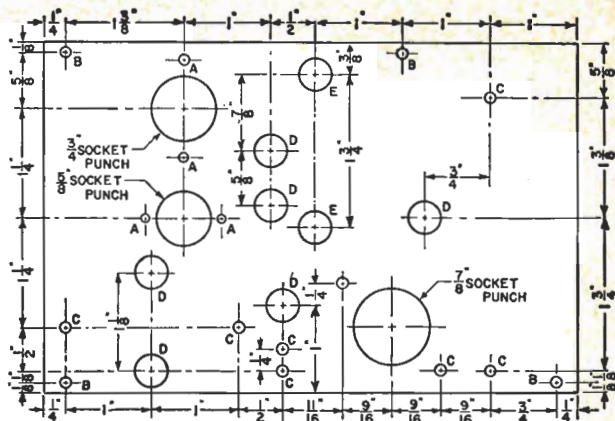 1/4" 1 3/8" 1" 1/2" 1" 1" 1"
1/8" B A 3/8" B 5/8"
5/8" E C
7/8" 1 3/4"
3/4" SOCKET PUNCH
D
A
1 1/4" 3/4" 1 3/8"
5/8" SOCKET PUNCH
5/8" D
A A E D
1 1/4" D 1/4" 7/8" SOCKET PUNCH
D 1 3/4"
1 1/8" 1"
C C
1/2" C
D 1/4" C C C
B B
1/4" 1" 1" 1/2" 11/16" 9/16" 9/16" 9/16" 3/4" 1/4"